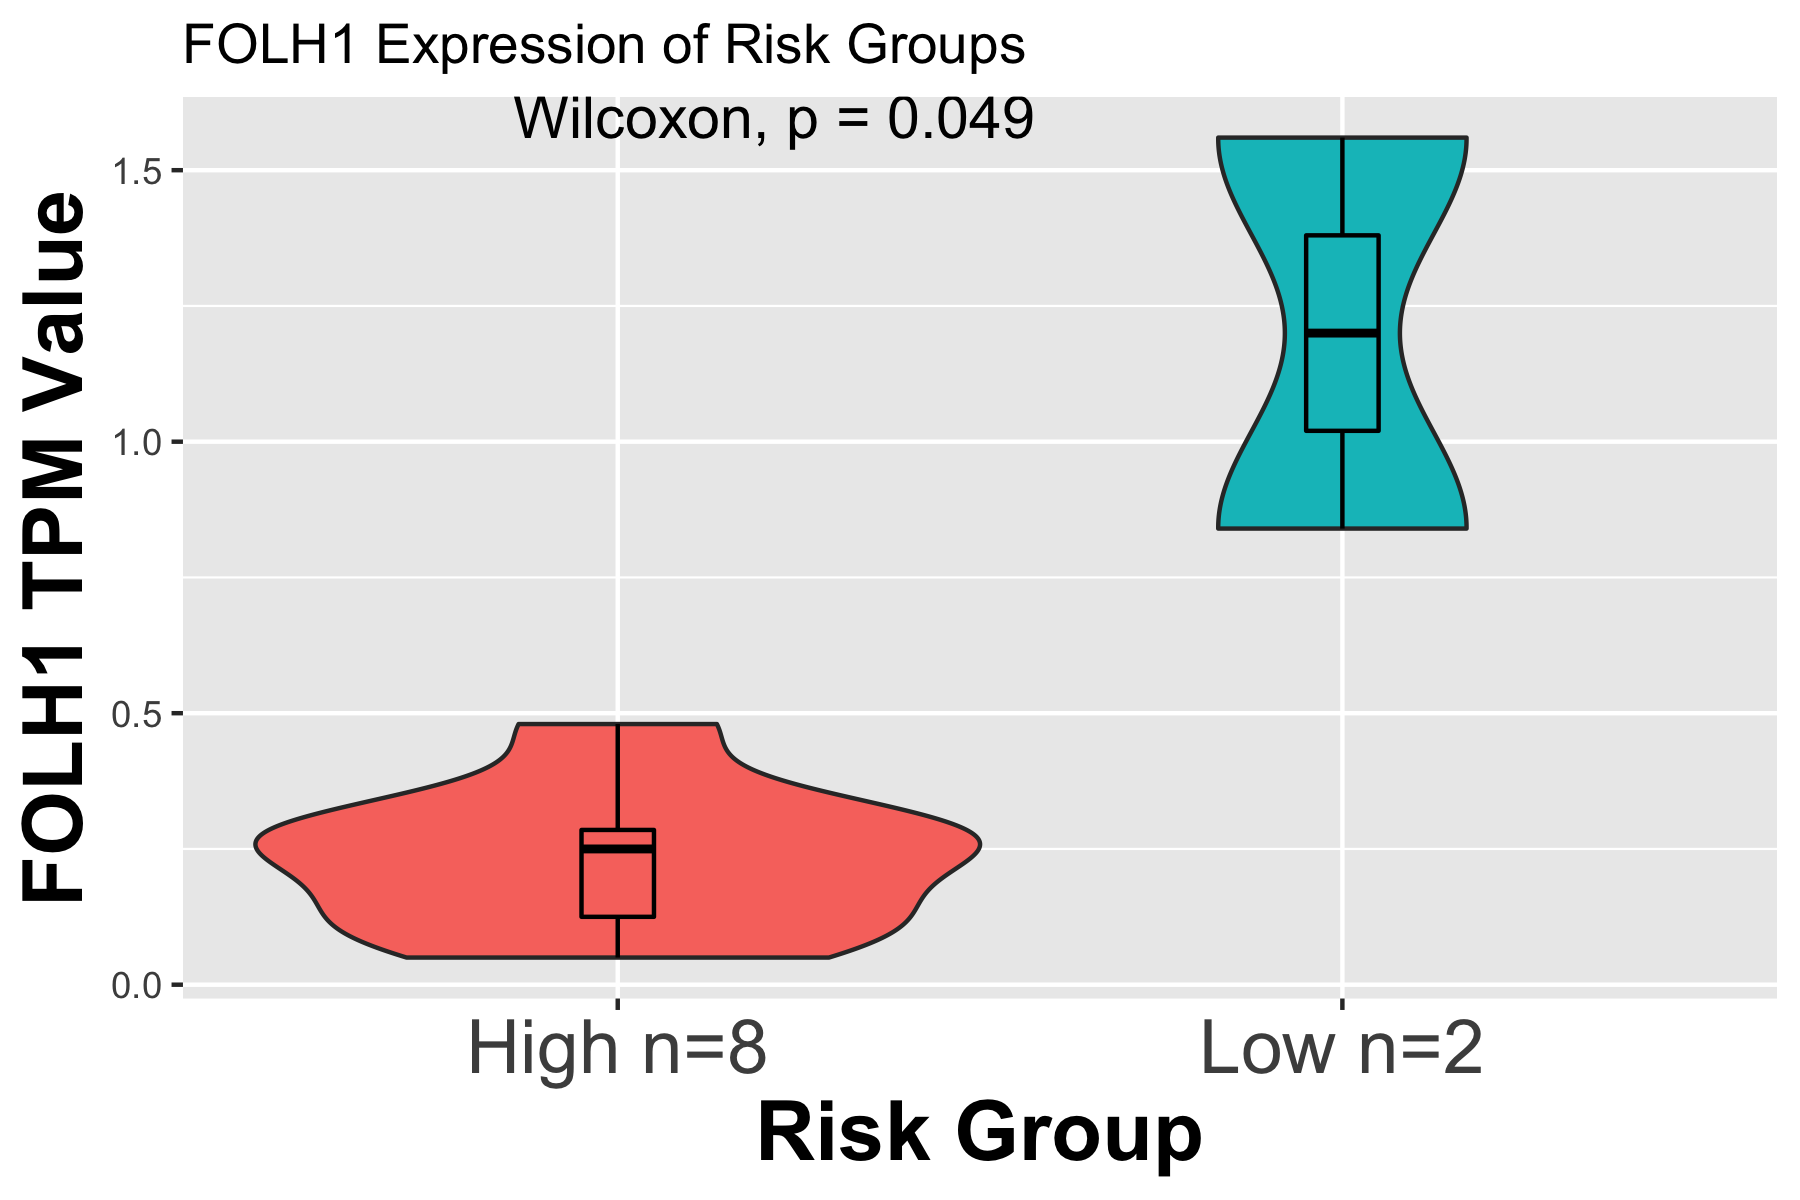 FOLH1 Expression of Risk Groups
Wilcoxon, p = 0.049
FOLH1 TPM Value
1.5
1.0
0.5
0.0
High n=8
Low n=2
Risk Group